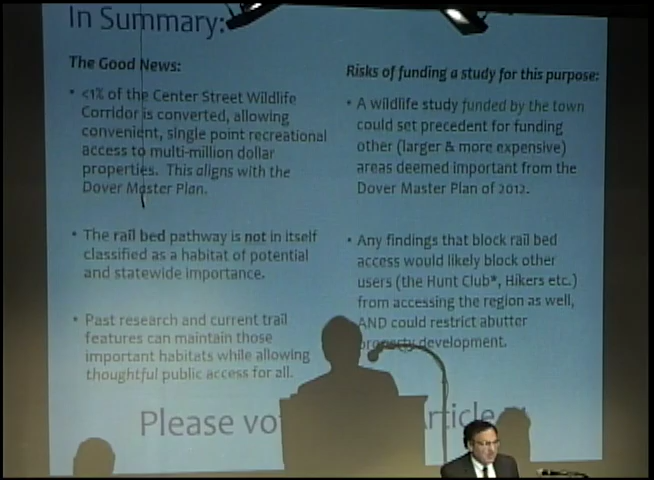 In Summary:
The Good News:
• <1% of the Center Street Wildlife
Corridor is converted, allowing
convenient, single point recreational
access to multi-million dollar
properties. This aligns with the
Dover Master Plan.
• The rail bed pathway is not in itself
classified as a habitat of potential
and statewide importance.
• Past research and current trail
features can maintain those
important habitats while allowing
thoughtful public access for all.
Risks of funding a study for this purpose:
• A wildlife study funded by the town
could set precedent for funding
other (larger & more expensive)
areas deemed important from the
Dover Master Plan of 2012.
• Any findings that block rail bed
access would likely block other
users (the Hunt Club*, Hikers etc.)
from accessing the region as well,
AND could restrict abutter
property development.
Please Article